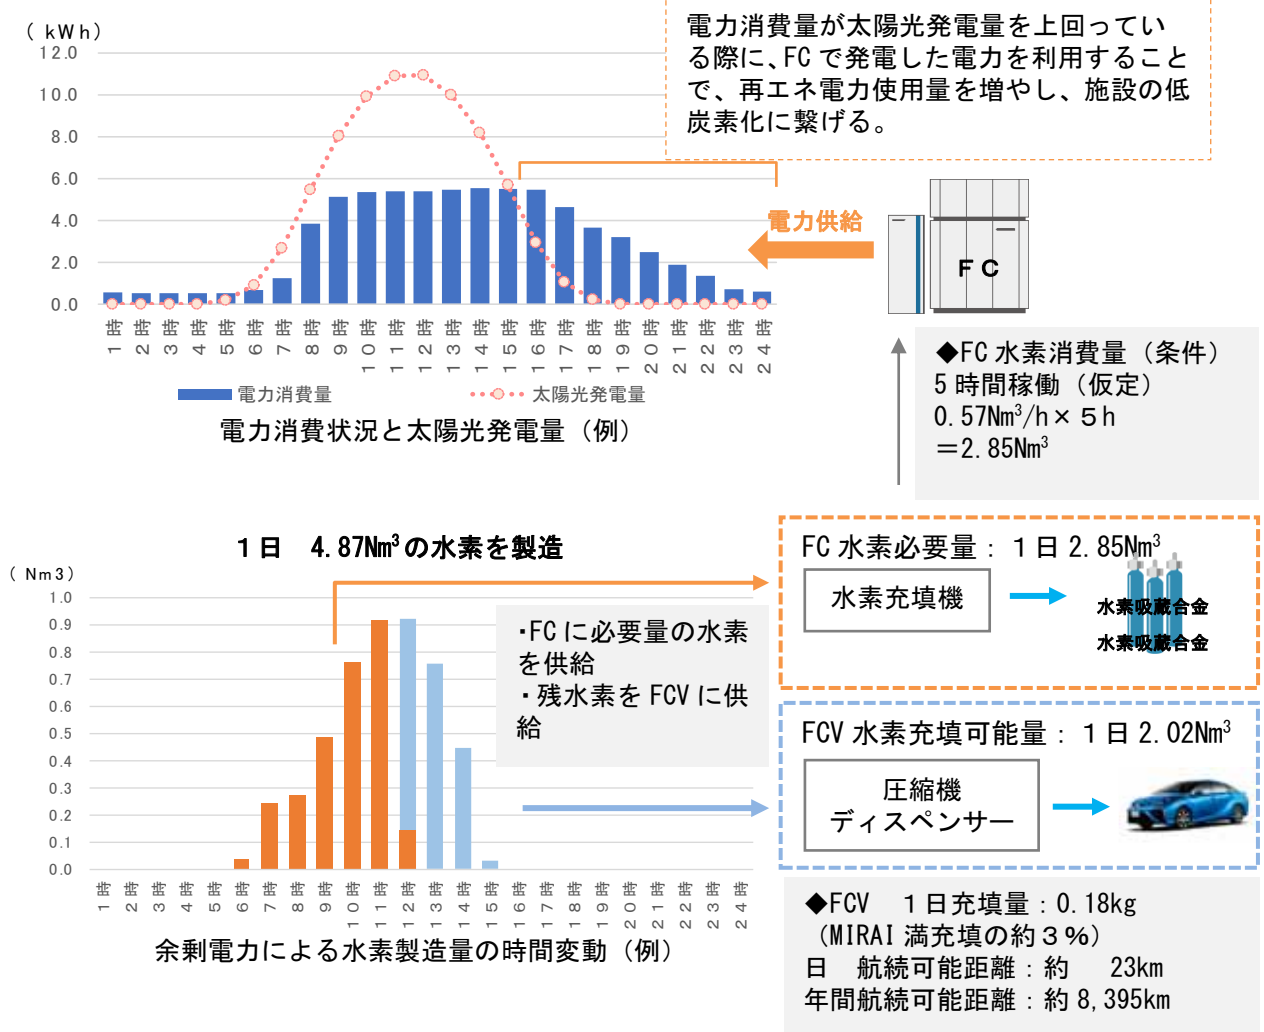 電力消費量が太陽光発電量を上回ってい
る際に、FCで発電した電力を利用すること
で、再エネ電力使用量を増やし、施設の低
炭素化に繋げる。
(kWh)
12.0
10.0
8.0
6.0
4.0
2.0
0.0
1時 2時 3時 4時 5時 6時 7時 8時 9時 10時 11時 12時 13時 14時 15時 16時 17時 18時 19時 20時 21時 22時 23時 24時
電力消費量 太陽光発電量
電力消費状況と太陽光発電量（例）
電力供給
FC
◆FC水素消費量（条件）
5時間稼働（仮定）
0.57Nm³/h×5h
＝2.85Nm³
1日 4.87Nm³の水素を製造
(Nm3)
1.0
0.9
0.8
0.7
0.6
0.5
0.4
0.3
0.2
0.1
0.0
1時 2時 3時 4時 5時 6時 7時 8時 9時 10時 11時 12時 13時 14時 15時 16時 17時 18時 19時 20時 21時 22時 23時 24時
余剰電力による水素製造量の時間変動（例）
・FCに必要量の水素
を供給
・残水素をFCVに供
給
FC水素必要量：1日2.85Nm³
水素充填機
水素吸蔵合金
水素吸蔵合金
FCV水素充填可能量：1日2.02Nm³
圧縮機
ディスペンサー
◆FCV 1日充填量：0.18kg
（MIRAI満充填の約３％）
日 航続可能距離：約 23km
年間航続可能距離：約8,395km